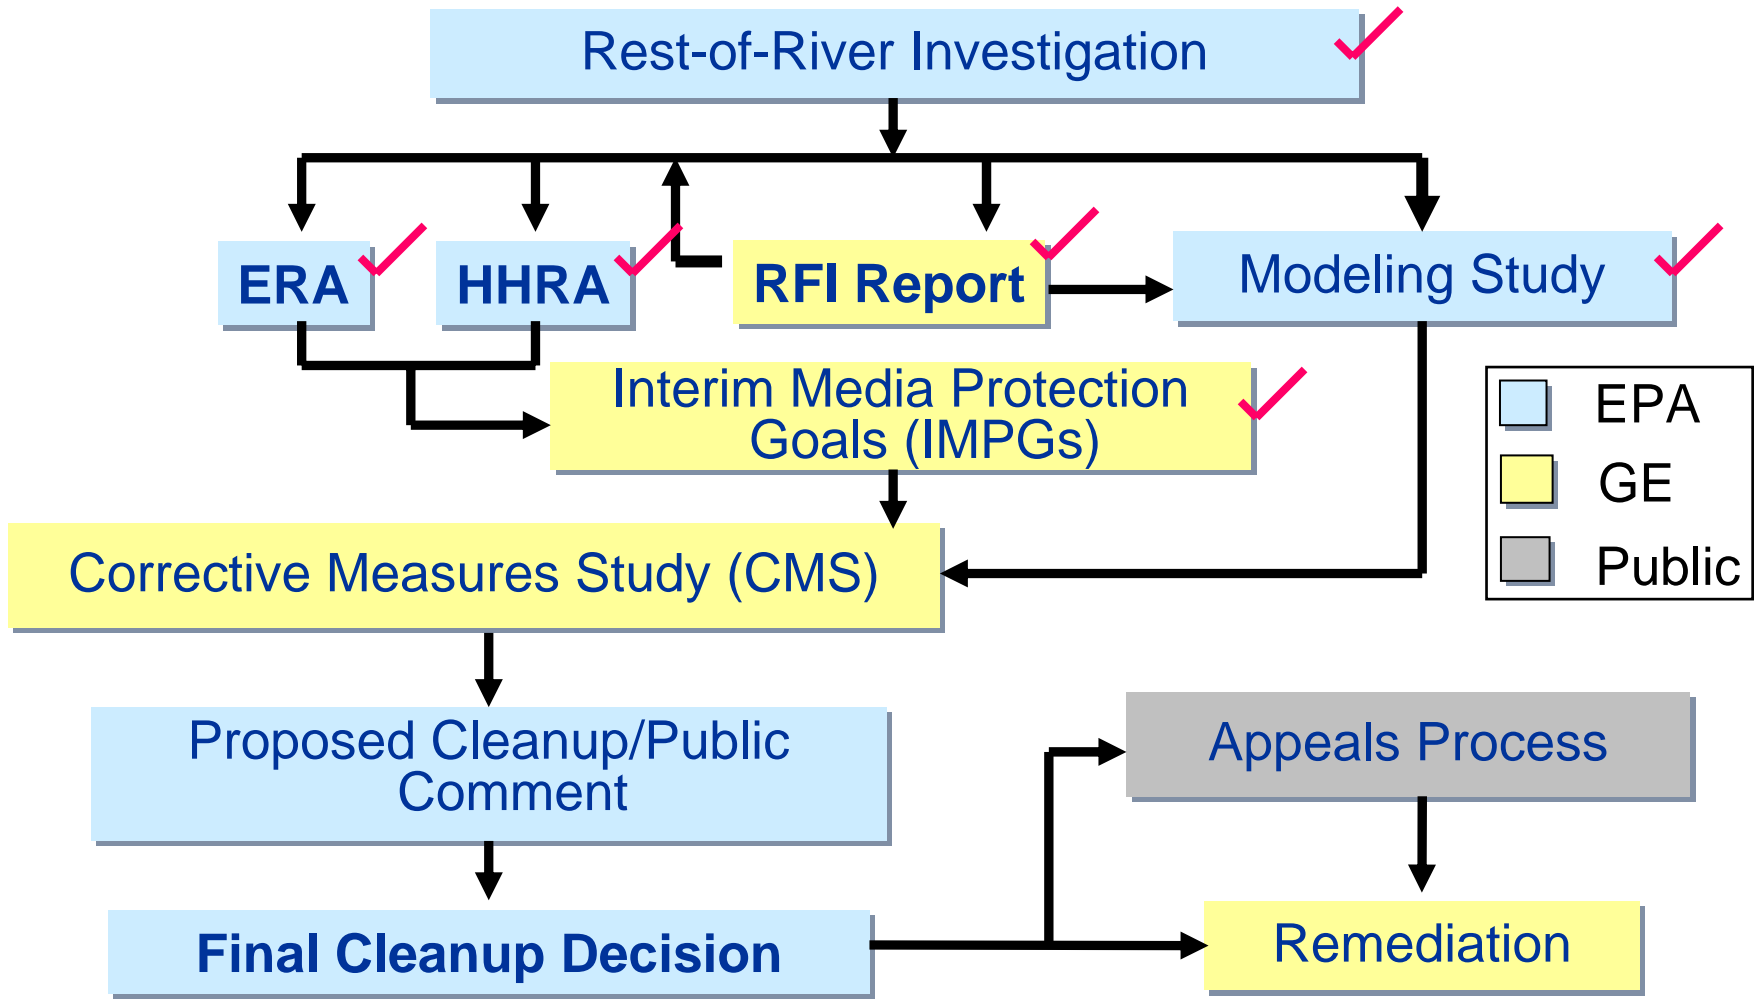 Rest-of-River Investigation
ERA
HHRA
RFI Report
Modeling Study
Interim Media Protection
Goals (IMPGs)
EPA
GE
Public
Corrective Measures Study (CMS)
Proposed Cleanup/Public
Comment
Appeals Process
Final Cleanup Decision
Remediation